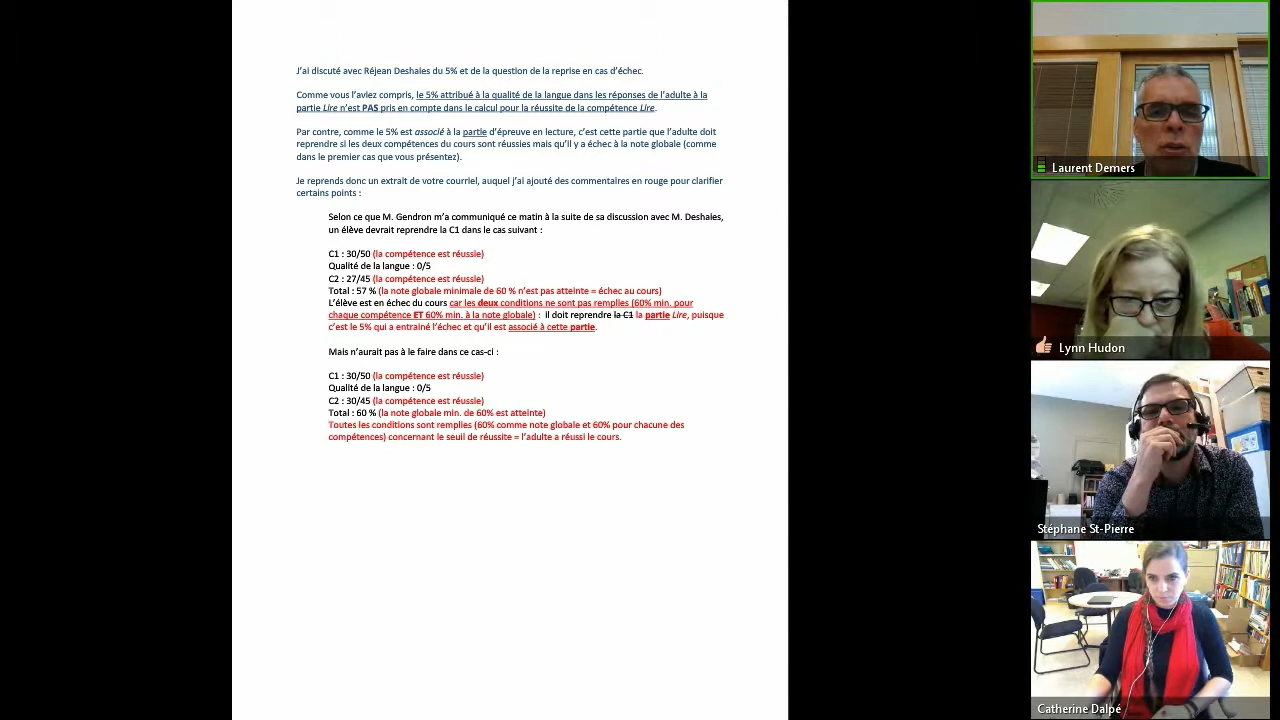 J'ai discuté avec Réjean Deshaies du 5% et de la question de la reprise en cas d'échec.
Comme vous l'aviez compris, le 5% attribué à la qualité de la langue dans les réponses de l'adulte à la
partie Lire n'est PAS pris en compte dans le calcul pour la réussite de la compétence Lire.
Par contre, comme le 5% est associé à la partie d'épreuve en lecture, c'est cette partie que l'adulte doit
reprendre si les deux compétences du cours sont réussies mais qu'il y a échec à la note globale (comme
dans le premier cas que vous présentez).
Je reprends donc un extrait de votre courriel, auquel j'ai ajouté des commentaires en rouge pour clarifier
certains points :
Selon ce que M. Gendron m'a communiqué ce matin à la suite de sa discussion avec M. Deshaies,
un élève devrait reprendre la C1 dans le cas suivant :
C1 : 30/50 (la compétence est réussie)
Qualité de la langue : 0/5
C2 : 27/45 (la compétence est réussie)
Total : 57 % (la note globale minimale de 60 % n'est pas atteinte = échec au cours)
L'élève est en échec du cours car les deux conditions ne sont pas remplies (60% min. pour
chaque compétence ET 60% min. à la note globale) : il doit reprendre la C1 la partie Lire, puisque
c'est le 5% qui a entrainé l'échec et qu'il est associé à cette partie.
Mais n'aurait pas à le faire dans ce cas-ci :
C1 : 30/50 (la compétence est réussie)
Qualité de la langue : 0/5
C2 : 30/45 (la compétence est réussie)
Total : 60 % (la note globale min. de 60% est atteinte)
Toutes les conditions sont remplies (60% comme note globale et 60% pour chacune des
compétences) concernant le seuil de réussite = l'adulte a réussi le cours.
Laurent Demers
Lynn Hudon
Stéphane St-Pierre
Catherine Dalpé